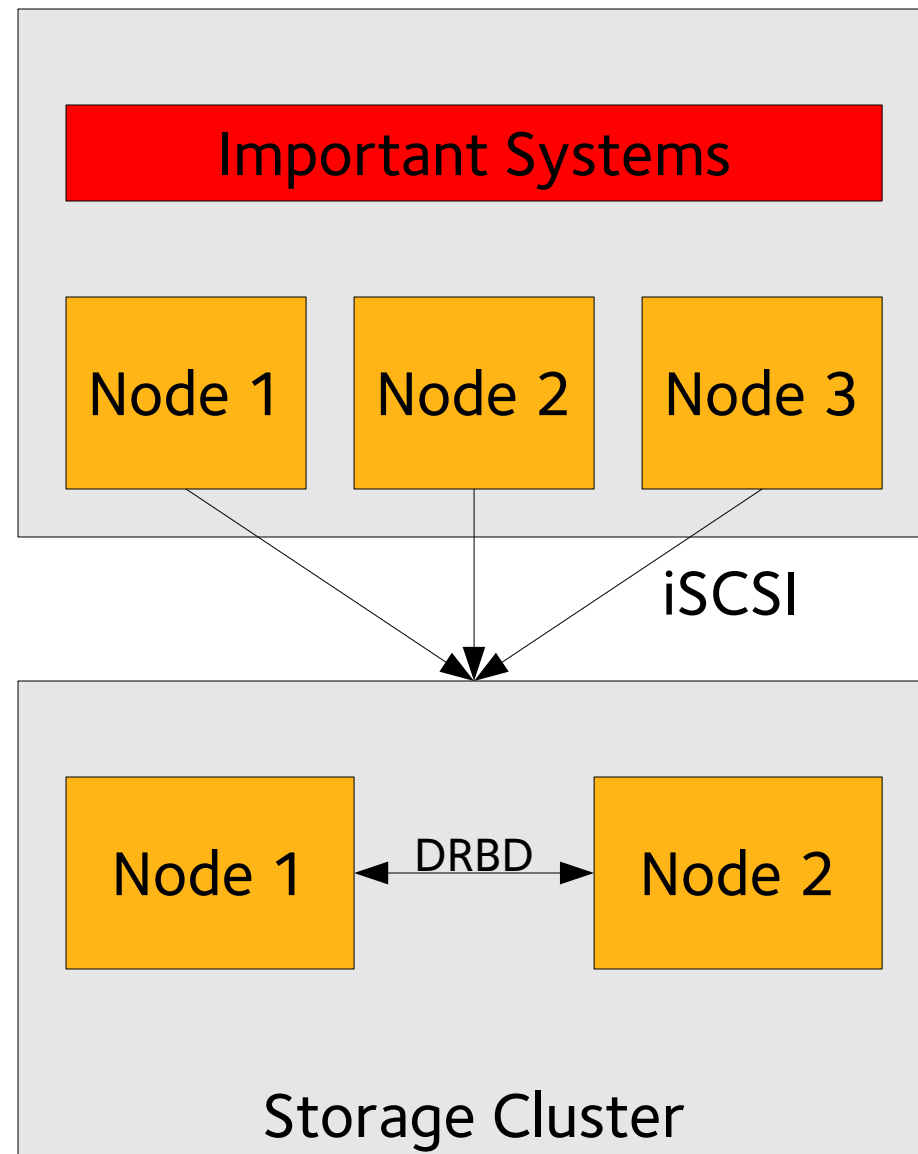 Important Systems
Node 1
Node 2
Node 3
iSCSI
Node 1
DRBD
Node 2
Storage Cluster